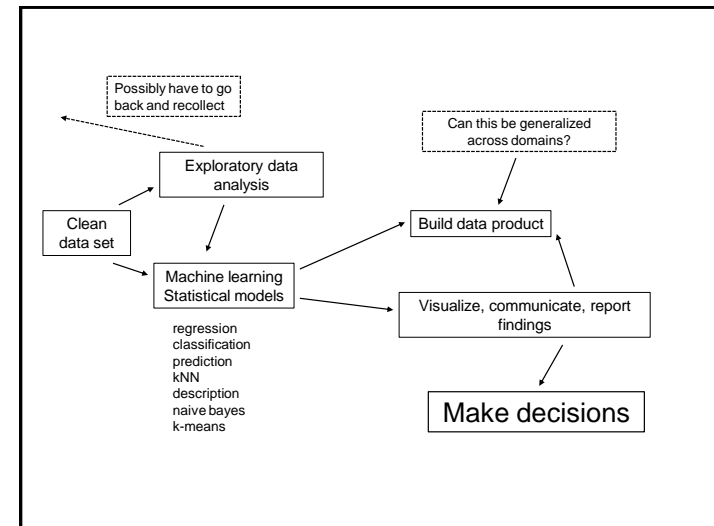 Possibly have to go
back and recollect
Can this be generalized
across domains?
Exploratory data
analysis
Clean
data set
Build data product
Machine learning
Statistical models
Visualize, communicate, report
findings
regression
classification
prediction
kNN
description
naive bayes
k-means
Make decisions